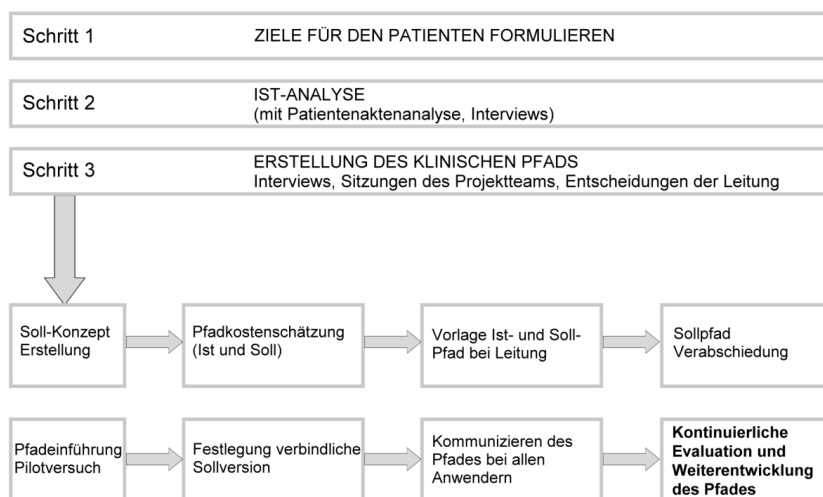 Schritt 1 ZIELE FÜR DEN PATIENTEN FORMULIEREN
Schritt 2 IST-ANALYSE
(mit Patientenaktenanalyse, Interviews)
Schritt 3 ERSTELLUNG DES KLINISCHEN PFADS
Interviews, Sitzungen des Projektteams, Entscheidungen der Leitung
Soll-Konzept
Erstellung
Pfadkostenschätzung
(Ist und Soll)
Vorlage Ist- und Soll-
Pfad bei Leitung
Sollpfad
Verabschiedung
Pfadeinführung
Pilotversuch
Festlegung verbindliche
Sollversion
Kommunizieren des
Pfades bei allen
Anwendern
Kontinuierliche
Evaluation und
Weiterentwicklung
des Pfades